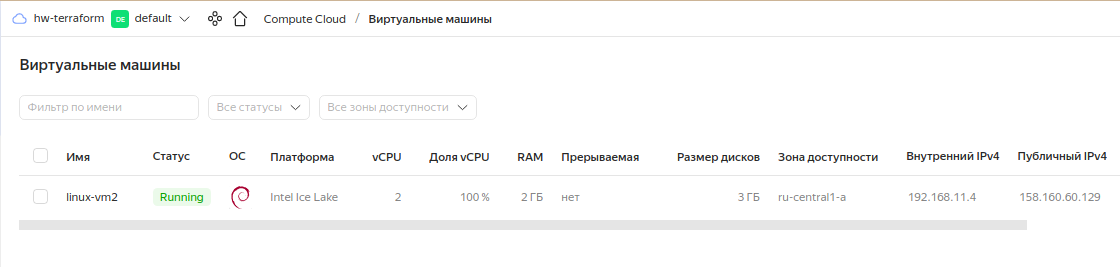 hw-terraform DE default Compute Cloud / Виртуальные машины
Виртуальные машины
Фильтр по имени Все статусы Все зоны доступности
Имя Статус ОС Платформа vCPU Доля vCPU RAM Прерываемая Размер дисков Зона доступности Внутренний IPv4 Публичный IPv4
linux-vm2 Running Intel Ice Lake 2 100 % 2 ГБ нет 3 ГБ ru-central1-a 192.168.11.4 158.160.60.129